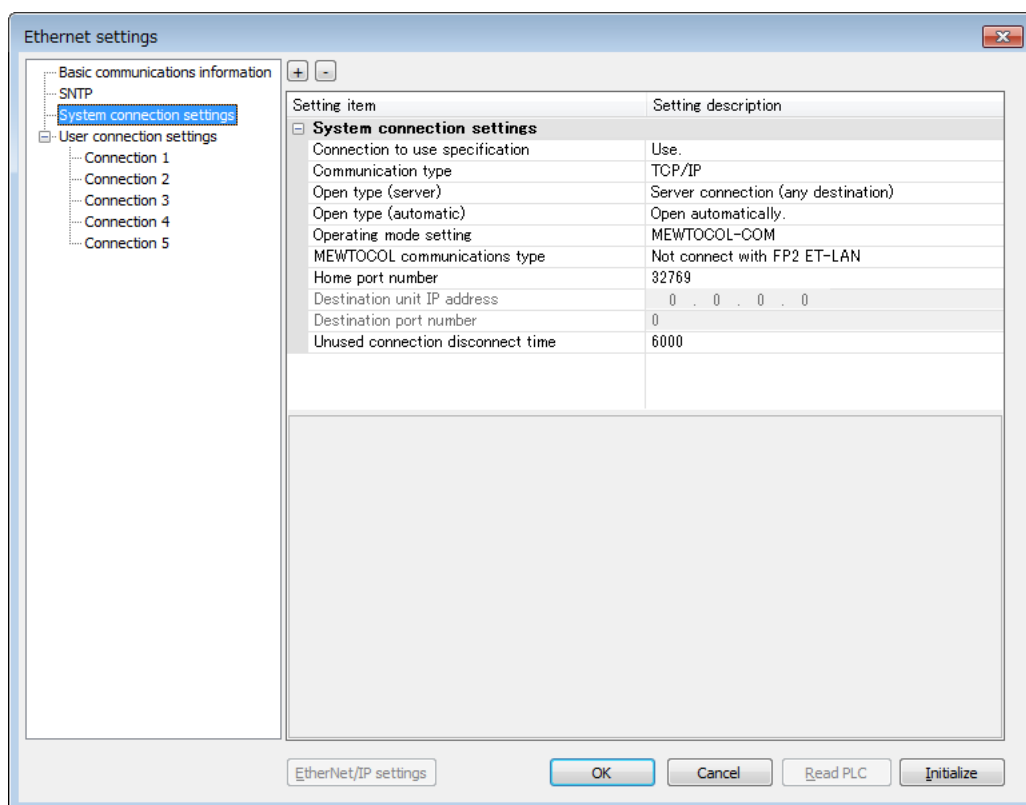 Ethernet settings
Basic communications information
SNTP
System connection settings
User connection settings
Connection 1
Connection 2
Connection 3
Connection 4
Connection 5
+ -
Setting item Setting description
System connection settings
Connection to use specification Use.
Communication type TCP/IP
Open type (server) Server connection (any destination)
Open type (automatic) Open automatically.
Operating mode setting MEWTOCOL-COM
MEWTOCOL communications type Not connect with FP2 ET-LAN
Home port number 32769
Destination unit IP address 0 . 0 . 0 . 0
Destination port number 0
Unused connection disconnect time 6000
EtherNet/IP settings OK Cancel Read PLC Initialize